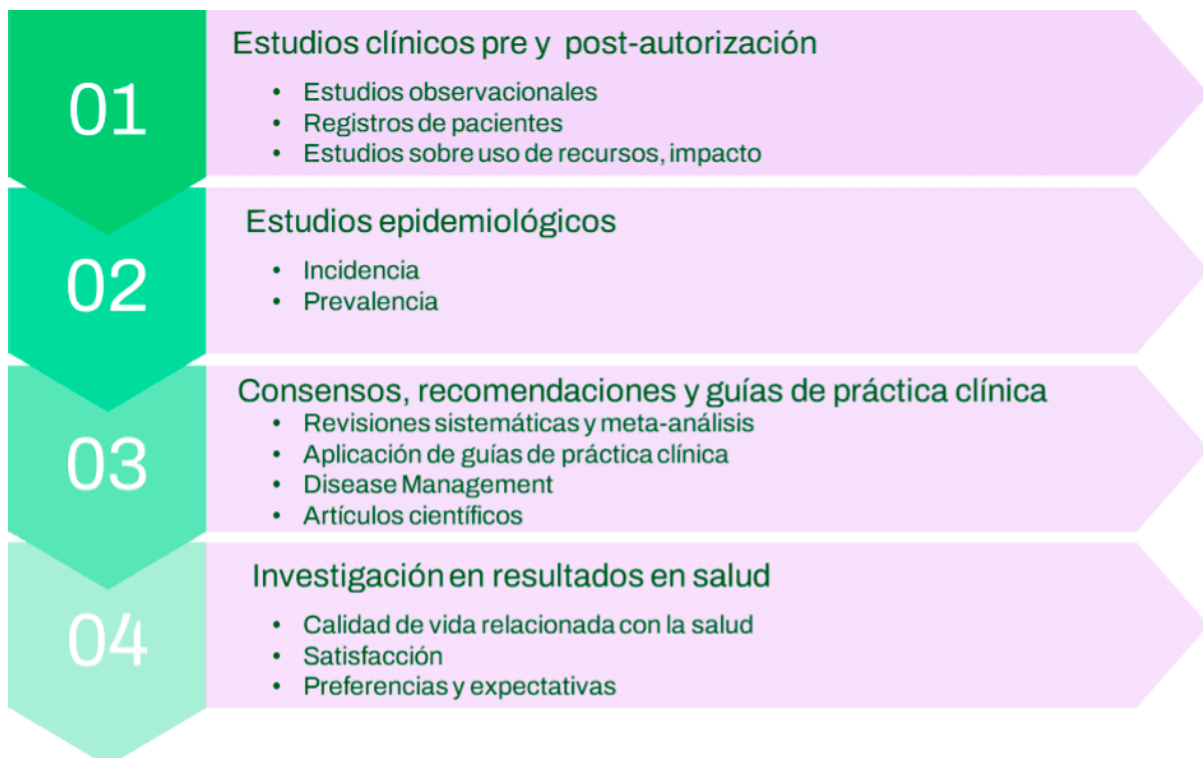 01
Estudios clínicos pre y post-autorización
• Estudios observacionales
• Registros de pacientes
• Estudios sobre uso de recursos, impacto
02
Estudios epidemiológicos
• Incidencia
• Prevalencia
03
Consensos, recomendaciones y guías de práctica clínica
• Revisiones sistemáticas y meta-análisis
• Aplicación de guías de práctica clínica
• Disease Management
• Artículos científicos
04
Investigación en resultados en salud
• Calidad de vida relacionada con la salud
• Satisfacción
• Preferencias y expectativas